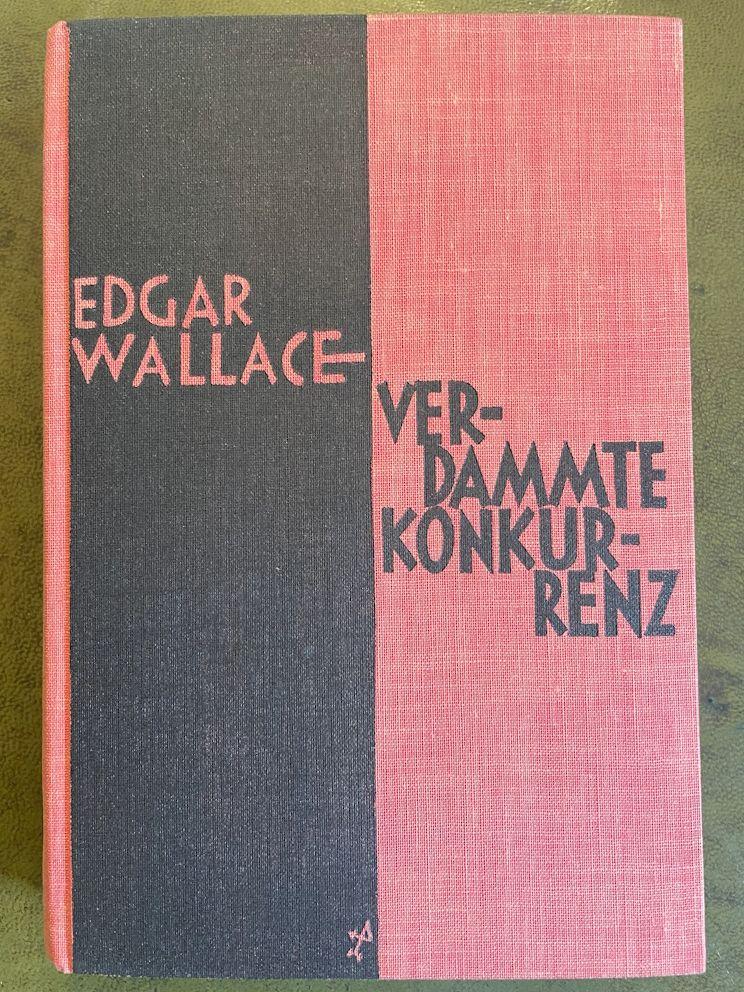 EDGAR
WALLACE
VER-
DAMMTE
KONKUR-
RENZ